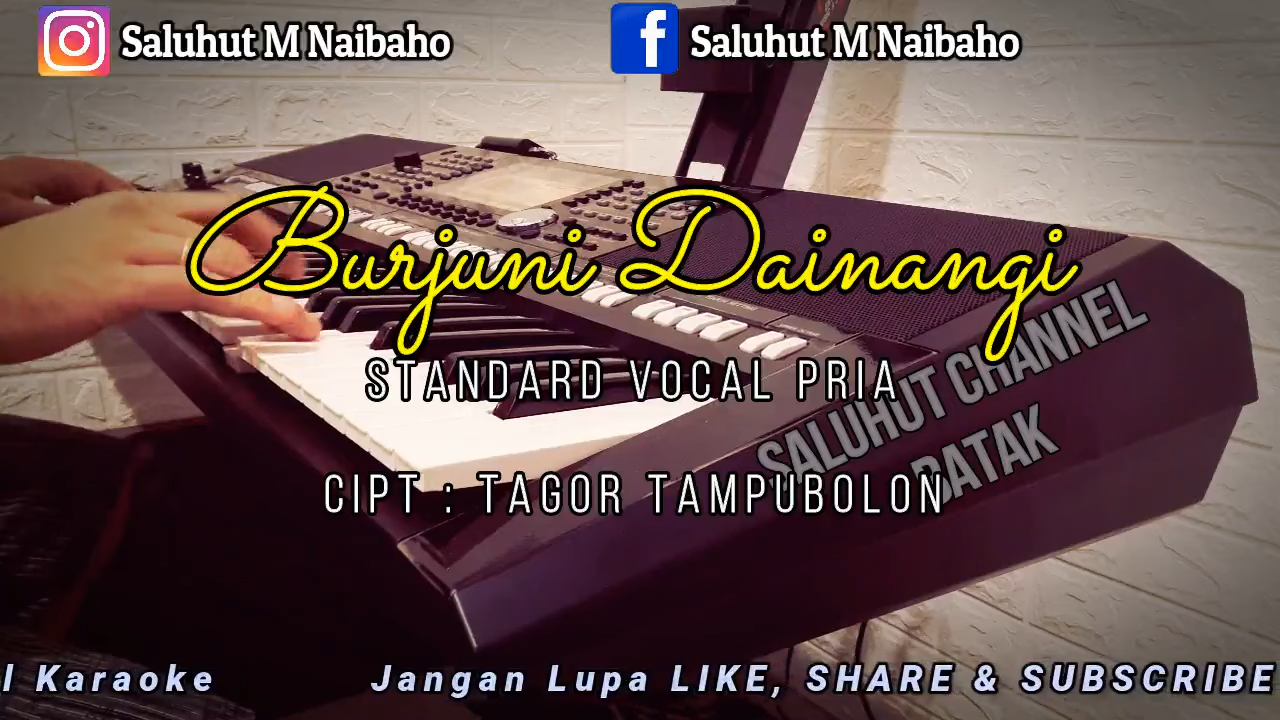 Saluhut M Naibaho
Saluhut M Naibaho
Burjuni Dainangi
STANDARD VOCAL PRIA
SALUHUT CHANNEL
BATAK
CIPT : TAGOR TAMPUBOLON
l Karaoke
Jangan Lupa LIKE, SHARE & SUBSCRIBE